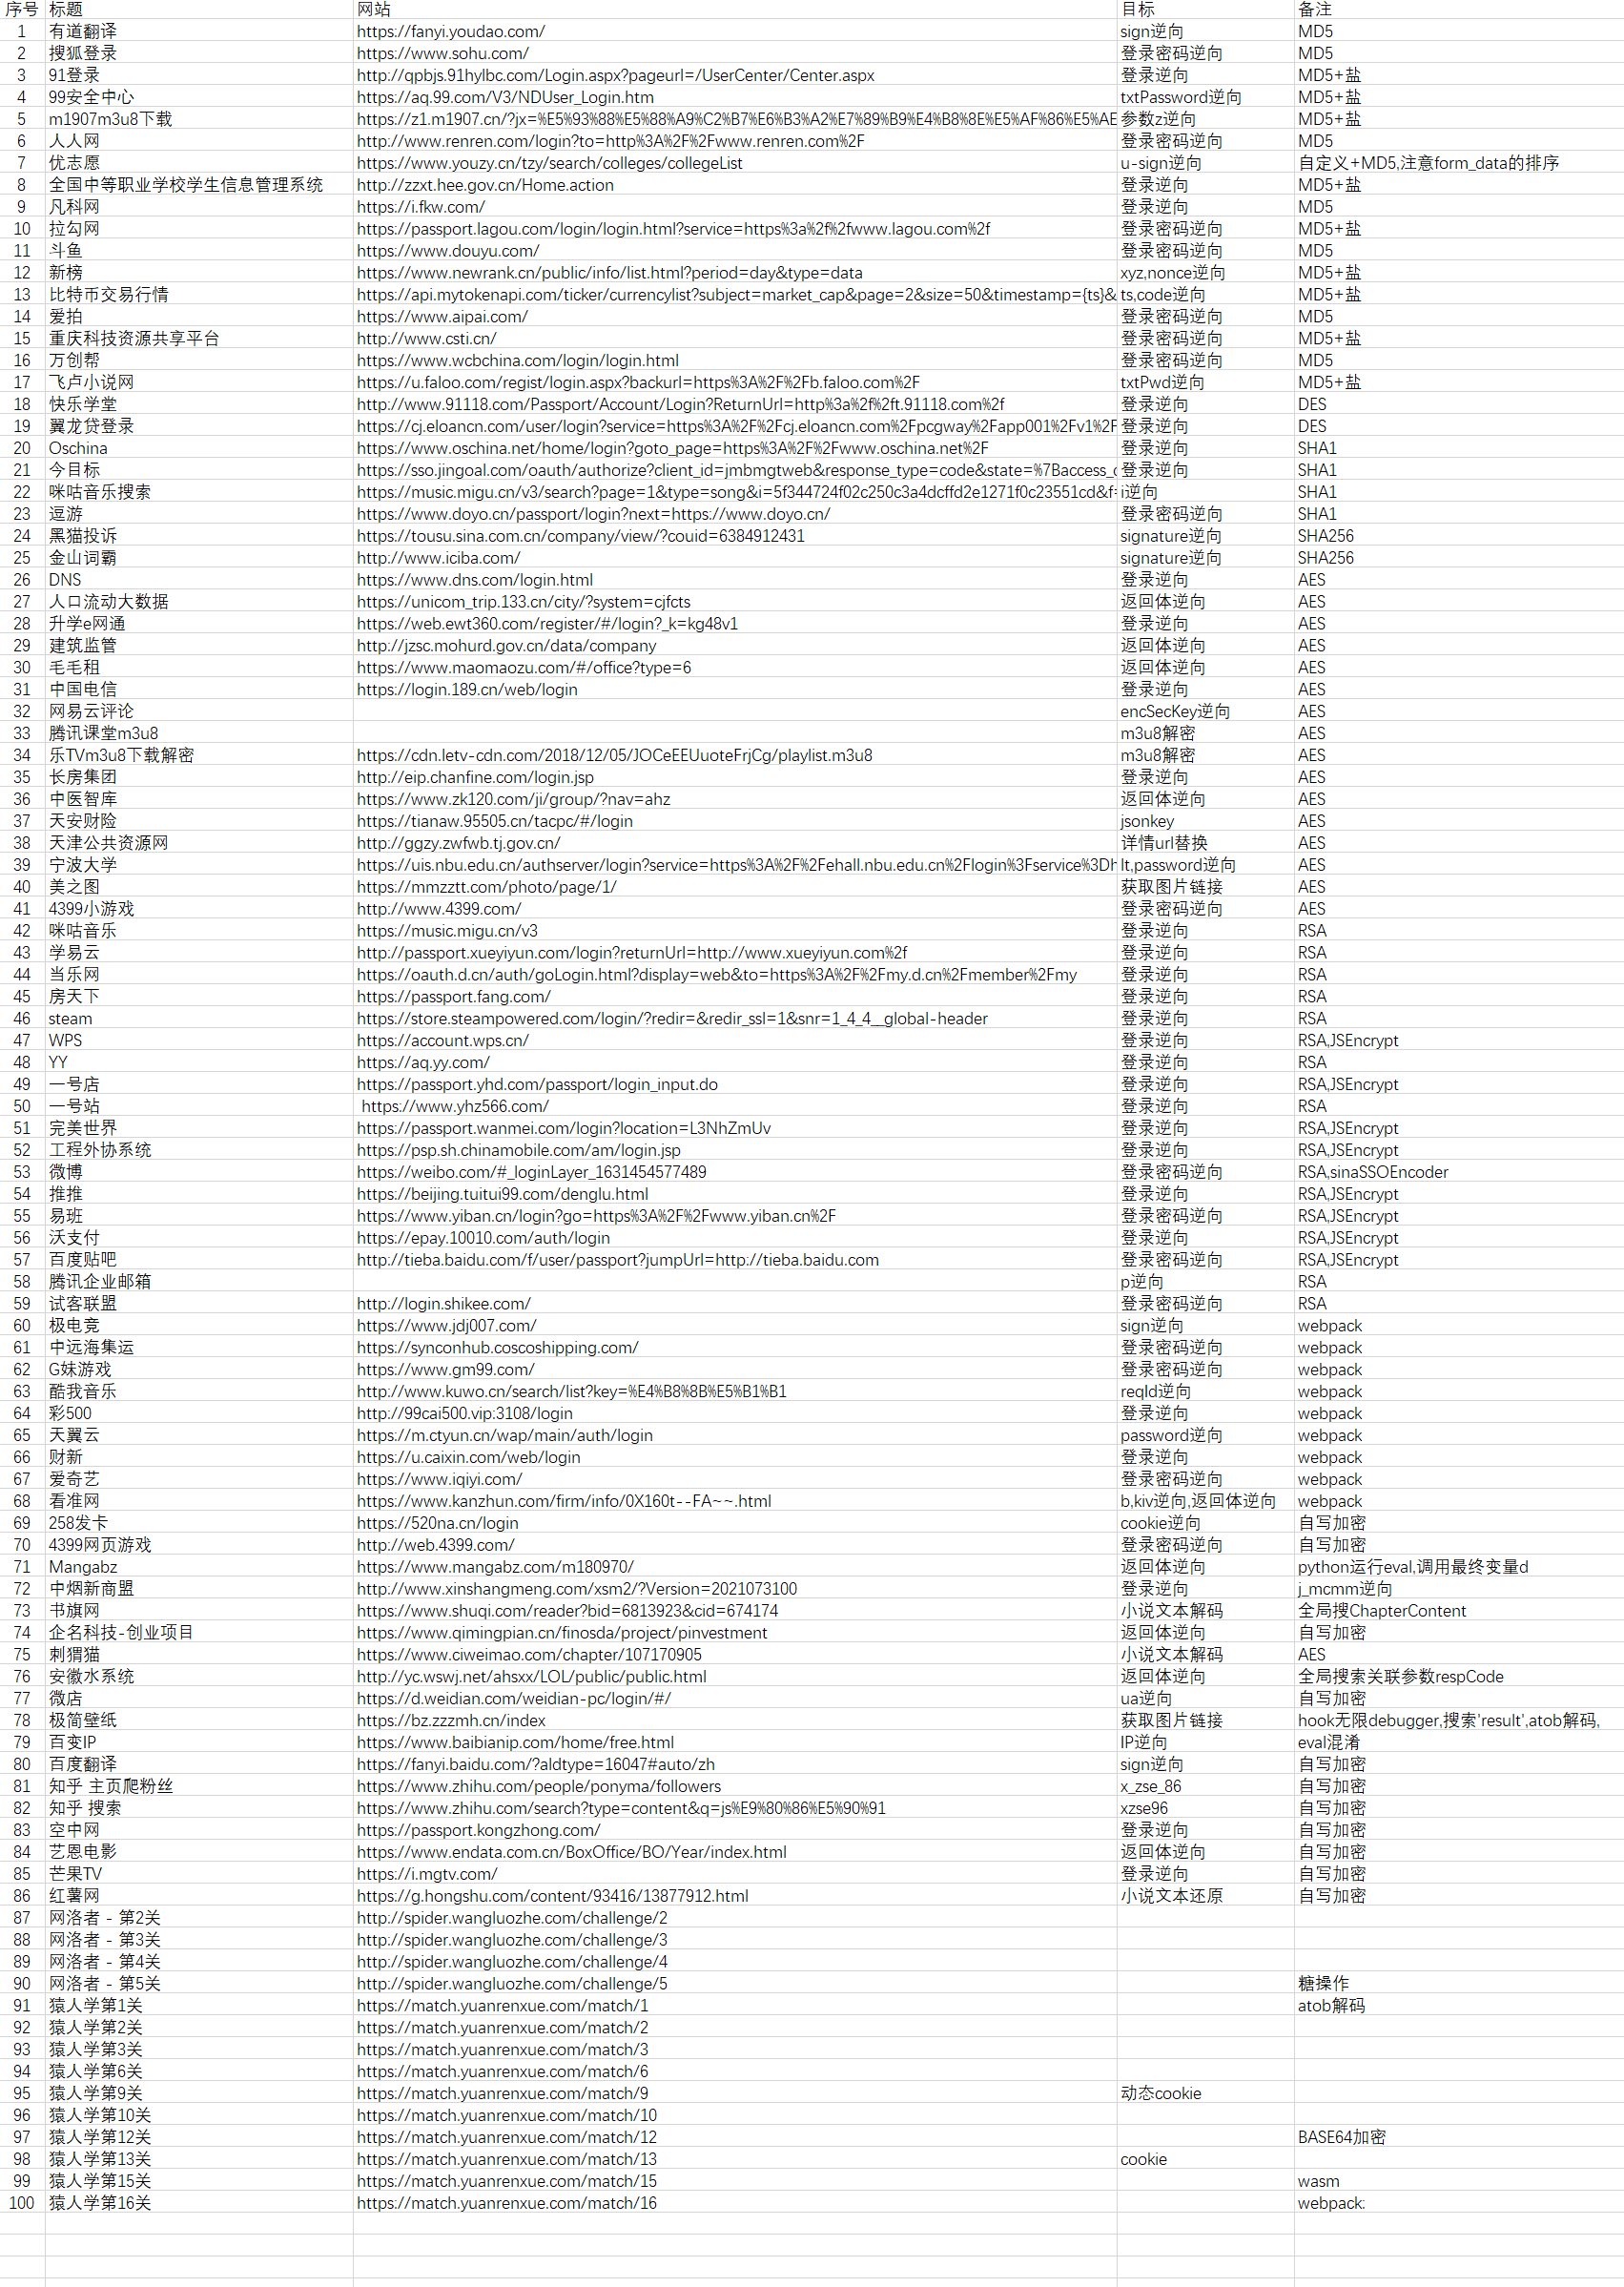 序号 标题 网站 目标 备注
1 有道翻译 https://fanyi.youdao.com/ sign逆向 MD5
2 搜狐登录 https://www.sohu.com/ 登录密码逆向 MD5
3 91登录 http://qpbjs.91hylbc.com/Login.aspx?pageurl=/UserCenter/Center.aspx 登录逆向 MD5+盐
4 99安全中心 https://aq.99.com/V3/NDUser_Login.htm txtPassword逆向 MD5+盐
5 m1907m3u8下载 https://z1.m1907.cn/?jx=%E5%93%88%E5%88%A9%C2%B7%E6%B3%A2%E7%89%B9%E4%B8%8E%E5%AF%86%E5%AE 参数z逆向 MD5+盐
6 人人网 http://www.renren.com/login?to=http%3A%2F%2Fwww.renren.com%2F 登录密码逆向 MD5
7 优志愿 https://www.youzy.cn/tzy/search/colleges/collegeList u-sign逆向 自定义+MD5,注意form_data的排序
8 全国中等职业学校学生信息管理系统 http://zzxt.hee.gov.cn/Home.action 登录逆向 MD5+盐
9 凡科网 https://i.fkw.com/ 登录逆向 MD5
10 拉勾网 https://passport.lagou.com/login/login.html?service=https%3a%2f%2fwww.lagou.com%2f 登录密码逆向 MD5+盐
11 斗鱼 https://www.douyu.com/ 登录密码逆向 MD5
12 新榜 https://www.newrank.cn/public/info/list.html?period=day&type=data xyz,nonce逆向 MD5+盐
13 比特币交易行情 https://api.mytokenapi.com/ticker/currencylist?subject=market_cap&page=2&size=50&timestamp={ts}& ts,code逆向 MD5+盐
14 爱拍 https://www.aipai.com/ 登录密码逆向 MD5
15 重庆科技资源共享平台 http://www.csti.cn/ 登录密码逆向 MD5+盐
16 万创帮 https://www.wcbchina.com/login/login.html 登录密码逆向 MD5
17 飞卢小说网 https://u.faloo.com/regist/login.aspx?backurl=https%3A%2F%2Fb.faloo.com%2F txtPwd逆向 MD5+盐
18 快乐学堂 http://www.91118.com/Passport/Account/Login?ReturnUrl=http%3a%2f%2ft.91118.com%2f 登录逆向 DES
19 翼龙贷登录 https://cj.eloancn.com/user/login?service=https%3A%2F%2Fcj.eloancn.com%2Fpcgway%2Fapp001%2Fv1%2F 登录逆向 DES
20 Oschina https://www.oschina.net/home/login?goto_page=https%3A%2F%2Fwww.oschina.net%2F 登录逆向 SHA1
21 今目标 https://sso.jingoal.com/oauth/authorize?client_id=jmbmgtweb&response_type=code&state=%7Baccess_c 登录逆向 SHA1
22 咪咕音乐搜索 https://music.migu.cn/v3/search?page=1&type=song&i=5f344724f02c250c3a4dcffd2e1271f0c23551cd&f= i逆向 SHA1
23 逗游 https://www.doyo.cn/passport/login?next=https://www.doyo.cn/ 登录密码逆向 SHA1
24 黑猫投诉 https://tousu.sina.com.cn/company/view/?couid=6384912431 signature逆向 SHA256
25 金山词霸 http://www.iciba.com/ signature逆向 SHA256
26 DNS https://www.dns.com/login.html 登录逆向 AES
27 人口流动大数据 https://unicom_trip.133.cn/city/?system=cjfcts 返回体逆向 AES
28 升学e网通 https://web.ewt360.com/register/#/login?_k=kg48v1 登录逆向 AES
29 建筑监管 http://jzsc.mohurd.gov.cn/data/company 返回体逆向 AES
30 毛毛租 https://www.maomaozu.com/#/office?type=6 返回体逆向 AES
31 中国电信 https://login.189.cn/web/login 登录逆向 AES
32 网易云评论 encSecKey逆向 AES
33 腾讯课堂m3u8 m3u8解密 AES
34 乐TVm3u8下载解密 https://cdn.letv-cdn.com/2018/12/05/JOCeEEUuoteFrjCg/playlist.m3u8 m3u8解密 AES
35 长房集团 http://eip.chanfine.com/login.jsp 登录逆向 AES
36 中医智库 https://www.zk120.com/ji/group/?nav=ahz 返回体逆向 AES
37 天安财险 https://tianaw.95505.cn/tacpc/#/login jsonkey AES
38 天津公共资源网 http://ggzy.zwfwb.tj.gov.cn/ 详情url替换 AES
39 宁波大学 https://uis.nbu.edu.cn/authserver/login?service=https%3A%2F%2Fehall.nbu.edu.cn%2Flogin%3Fservice%3Dh lt,password逆向 AES
40 美之图 https://mmzztt.com/photo/page/1/ 获取图片链接 AES
41 4399小游戏 http://www.4399.com/ 登录密码逆向 AES
42 咪咕音乐 https://music.migu.cn/v3 登录逆向 RSA
43 学易云 http://passport.xueyiyun.com/login?returnUrl=http://www.xueyiyun.com%2f 登录逆向 RSA
44 当乐网 https://oauth.d.cn/auth/goLogin.html?display=web&to=https%3A%2F%2Fmy.d.cn%2Fmember%2Fmy 登录逆向 RSA
45 房天下 https://passport.fang.com/ 登录逆向 RSA
46 steam https://store.steampowered.com/login/?redir=&redir_ssl=1&snr=1_4_4__global-header 登录逆向 RSA
47 WPS https://account.wps.cn/ 登录逆向 RSA,JSEncrypt
48 YY https://aq.yy.com/ 登录逆向 RSA
49 一号店 https://passport.yhd.com/passport/login_input.do 登录逆向 RSA,JSEncrypt
50 一号站 https://www.yhz566.com/ 登录逆向 RSA
51 完美世界 https://passport.wanmei.com/login?location=L3NhZmUv 登录逆向 RSA,JSEncrypt
52 工程外协系统 https://psp.sh.chinamobile.com/am/login.jsp 登录逆向 RSA,JSEncrypt
53 微博 https://weibo.com/#_loginLayer_1631454577489 登录密码逆向 RSA,sinaSSOEncoder
54 推推 https://beijing.tuitui99.com/denglu.html 登录逆向 RSA,JSEncrypt
55 易班 https://www.yiban.cn/login?go=https%3A%2F%2Fwww.yiban.cn%2F 登录密码逆向 RSA,JSEncrypt
56 沃支付 https://epay.10010.com/auth/login 登录密码逆向 RSA,JSEncrypt
57 百度贴吧 http://tieba.baidu.com/f/user/passport?jumpUrl=http://tieba.baidu.com 登录密码逆向 RSA,JSEncrypt
58 腾讯企业邮箱 p逆向 RSA
59 试客联盟 http://login.shikee.com/ 登录密码逆向 RSA
60 极电竞 https://www.jdj007.com/ sign逆向 webpack
61 中远海集运 https://synconhub.coscoshipping.com/ 登录密码逆向 webpack
62 G妹游戏 https://www.gm99.com/ 登录密码逆向 webpack
63 酷我音乐 http://www.kuwo.cn/search/list?key=%E4%B8%8B%E5%B1%B1 reqId逆向 webpack
64 彩500 http://99cai500.vip:3108/login 登录逆向 webpack
65 天翼云 https://m.ctyun.cn/wap/main/auth/login password逆向 webpack
66 财新 https://u.caixin.com/web/login 登录逆向 webpack
67 爱奇艺 https://www.iqiyi.com/ 登录密码逆向 webpack
68 看准网 https://www.kanzhun.com/firm/info/0X160t--FA~~.html b,kiv逆向,返回体逆向 webpack
69 258发卡 https://520na.cn/login cookie逆向 自写加密
70 4399网页游戏 http://web.4399.com/ 登录密码逆向 自写加密
71 Mangabz https://www.mangabz.com/m180970/ 返回体逆向 python运行eval,调用最终变量d
72 中烟新商盟 http://www.xinshangmeng.com/xsm2/?Version=2021073100 登录逆向 j_mcmm逆向
73 书旗网 https://www.shuqi.com/reader?bid=6813923&cid=674174 小说文本解码 全局搜ChapterContent
74 企名科技-创业项目 https://www.qimingpian.cn/finosda/project/pinvestment 返回体逆向 自写加密
75 刺猬猫 https://www.ciweimao.com/chapter/107170905 小说文本解码 AES
76 安徽水系统 http://yc.wswj.net/ahsxx/LOL/public/public.html 返回体逆向 全局搜索关联参数respCode
77 微店 https://d.weidian.com/weidian-pc/login/#/ ua逆向 自写加密
78 极简壁纸 https://bz.zzzmh.cn/index 获取图片链接 hook无限debugger,搜索'result',atob解码,
79 百变IP https://www.baibianip.com/home/free.html IP逆向 eval混淆
80 百度翻译 https://fanyi.baidu.com/?aldtype=16047#auto/zh sign逆向 自写加密
81 知乎 主页爬粉丝 https://www.zhihu.com/people/ponyma/followers x_zse_86 自写加密
82 知乎 搜索 https://www.zhihu.com/search?type=content&q=js%E9%80%86%E5%90%91 xzse96 自写加密
83 空中网 https://passport.kongzhong.com/ 登录逆向 自写加密
84 艺恩电影 https://www.endata.com.cn/BoxOffice/BO/Year/index.html 返回体逆向 自写加密
85 芒果TV https://i.mgtv.com/ 登录逆向 自写加密
86 红薯网 https://g.hongshu.com/content/93416/13877912.html 小说文本还原 自写加密
87 网洛者 - 第2关 http://spider.wangluozhe.com/challenge/2
88 网洛者 - 第3关 http://spider.wangluozhe.com/challenge/3
89 网洛者 - 第4关 http://spider.wangluozhe.com/challenge/4
90 网洛者 - 第5关 http://spider.wangluozhe.com/challenge/5 糖操作
91 猿人学第1关 https://match.yuanrenxue.com/match/1 atob解码
92 猿人学第2关 https://match.yuanrenxue.com/match/2
93 猿人学第3关 https://match.yuanrenxue.com/match/3
94 猿人学第6关 https://match.yuanrenxue.com/match/6
95 猿人学第9关 https://match.yuanrenxue.com/match/9 动态cookie
96 猿人学第10关 https://match.yuanrenxue.com/match/10
97 猿人学第12关 https://match.yuanrenxue.com/match/12 BASE64加密
98 猿人学第13关 https://match.yuanrenxue.com/match/13 cookie
99 猿人学第15关 https://match.yuanrenxue.com/match/15 wasm
100 猿人学第16关 https://match.yuanrenxue.com/match/16 webpack: